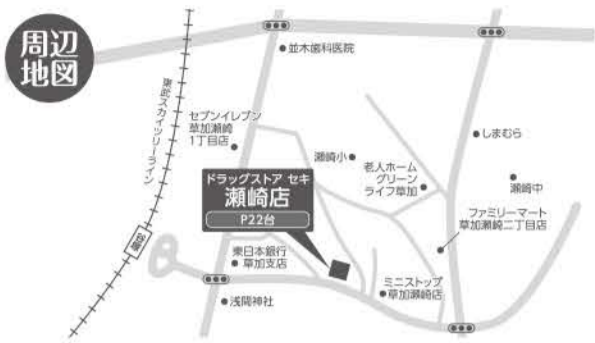 周辺
地図
並木歯科医院
東武スカイツリーライン
セブンイレブン
草加瀬崎
1丁目店
しまむら
瀬崎小
老人ホーム
グリーン
ライフ草加
瀬崎中
ドラッグストア セキ
瀬崎店
P22台
ファミリーマート
草加瀬崎二丁目店
谷塚
東日本銀行
草加支店
ミニストップ
草加瀬崎店
浅間神社